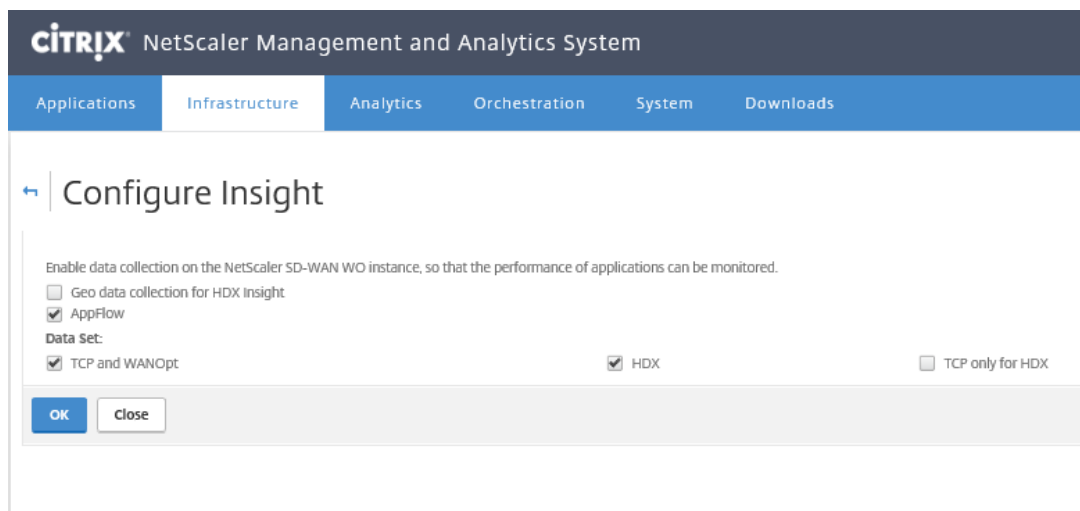 CİTRIX NetScaler Management and Analytics System
Applications Infrastructure Analytics Orchestration System Downloads
Configure Insight
Enable data collection on the NetScaler SD-WAN WO instance, so that the performance of applications can be monitored.
Geo data collection for HDX Insight
AppFlow
Data Set:
TCP and WANOpt HDX TCP only for HDX
OK Close